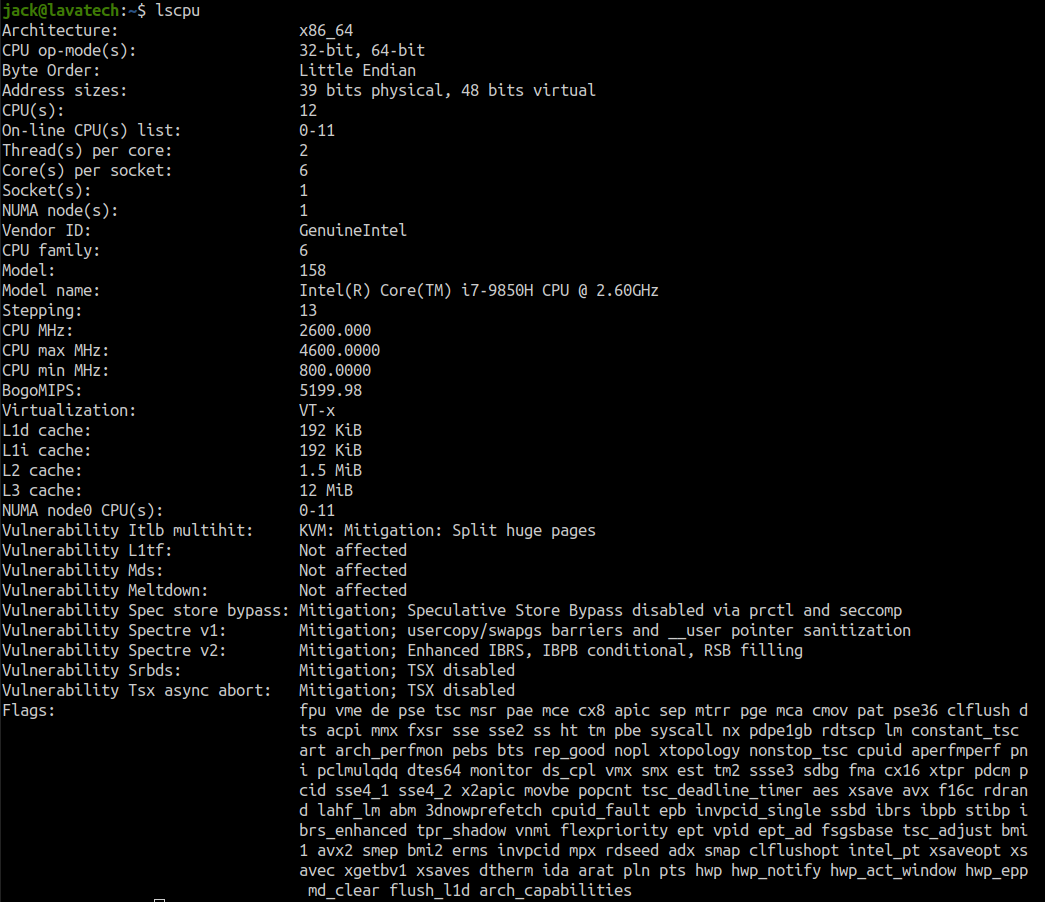 jack@lavatech:~$ lscpu
Architecture: x86_64
CPU op-mode(s): 32-bit, 64-bit
Byte Order: Little Endian
Address sizes: 39 bits physical, 48 bits virtual
CPU(s): 12
On-line CPU(s) list: 0-11
Thread(s) per core: 2
Core(s) per socket: 6
Socket(s): 1
NUMA node(s): 1
Vendor ID: GenuineIntel
CPU family: 6
Model: 158
Model name: Intel(R) Core(TM) i7-9850H CPU @ 2.60GHz
Stepping: 13
CPU MHz: 2600.000
CPU max MHz: 4600.0000
CPU min MHz: 800.0000
BogoMIPS: 5199.98
Virtualization: VT-x
L1d cache: 192 KiB
L1i cache: 192 KiB
L2 cache: 1.5 MiB
L3 cache: 12 MiB
NUMA node0 CPU(s): 0-11
Vulnerability Itlb multihit: KVM: Mitigation: Split huge pages
Vulnerability L1tf: Not affected
Vulnerability Mds: Not affected
Vulnerability Meltdown: Not affected
Vulnerability Spec store bypass: Mitigation; Speculative Store Bypass disabled via prctl and seccomp
Vulnerability Spectre v1: Mitigation; usercopy/swapgs barriers and __user pointer sanitization
Vulnerability Spectre v2: Mitigation; Enhanced IBRS, IBPB conditional, RSB filling
Vulnerability Srbds: Mitigation; TSX disabled
Vulnerability Tsx async abort: Mitigation; TSX disabled
Flags: fpu vme de pse tsc msr pae mce cx8 apic sep mtrr pge mca cmov pat pse36 clflush d
ts acpi mmx fxsr sse sse2 ss ht tm pbe syscall nx pdpe1gb rdtscp lm constant_tsc
art arch_perfmon pebs bts rep_good nopl xtopology nonstop_tsc cpuid aperfmperf pn
i pclmulqdq dtes64 monitor ds_cpl vmx smx est tm2 ssse3 sdbg fma cx16 xtpr pdcm p
cid sse4_1 sse4_2 x2apic movbe popcnt tsc_deadline_timer aes xsave avx f16c rdran
d lahf_lm abm 3dnowprefetch cpuid_fault epb invpcid_single ssbd ibrs ibpb stibp i
brs_enhanced tpr_shadow vnmi flexpriority ept vpid ept_ad fsgsbase tsc_adjust bmi
1 avx2 smep bmi2 erms invpcid mpx rdseed adx smap clflushopt intel_pt xsaveopt xs
avec xgetbv1 xsaves dtherm ida arat pln pts hwp hwp_notify hwp_act_window hwp_epp
md_clear flush_l1d arch_capabilities